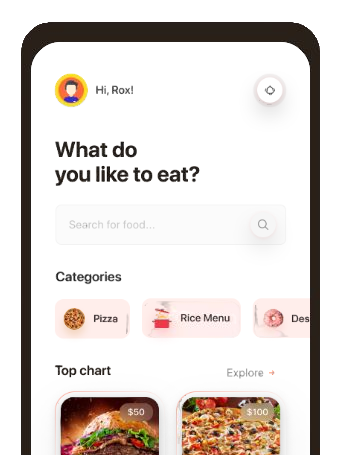 Hi, Rox!
What do
you like to eat?
Search for food...
Categories
Pizza
Rice Menu
Des
Top chart
Explore
$50
$100